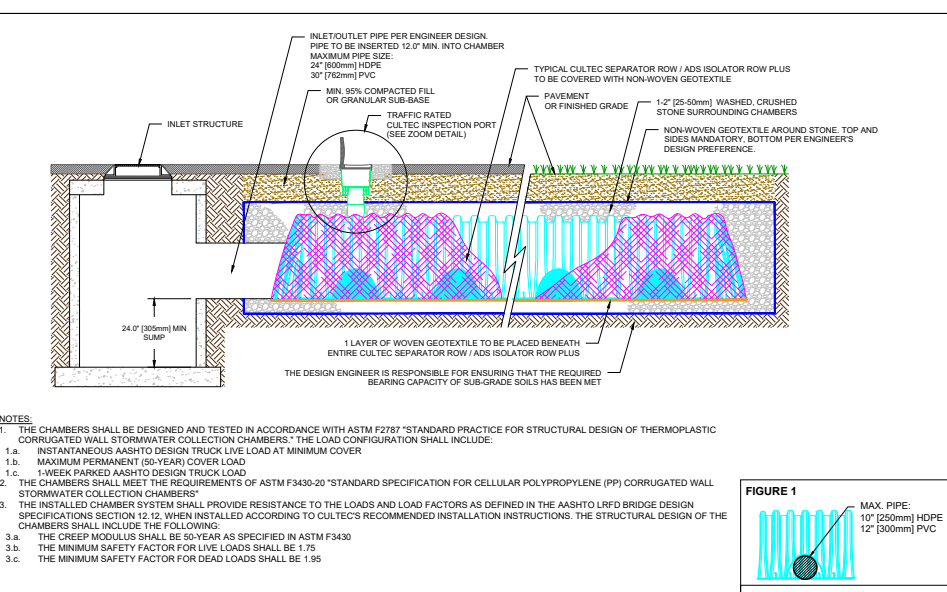 INLET/OUTLET PIPE PER ENGINEER DESIGN.
PIPE TO BE INSERTED 12.0" MIN. INTO CHAMBER
MAXIMUM PIPE SIZE:
24" [600mm] HDPE
30" [762mm] PVC
MIN. 95% COMPACTED FILL
OR GRANULAR SUB-BASE
TRAFFIC RATED
CULTEC INSPECTION PORT
(SEE ZOOM DETAIL)
INLET STRUCTURE
TYPICAL CULTEC SEPARATOR ROW / ADS ISOLATOR ROW PLUS
TO BE COVERED WITH NON-WOVEN GEOTEXTILE
PAVEMENT
OR FINISHED GRADE
1-2" [25-50mm] WASHED, CRUSHED
STONE SURROUNDING CHAMBERS
NON-WOVEN GEOTEXTILE AROUND STONE. TOP AND
SIDES MANDATORY, BOTTOM PER ENGINEER'S
DESIGN PREFERENCE.
24.0" [305mm] MIN
SUMP
1 LAYER OF WOVEN GEOTEXTILE TO BE PLACED BENEATH
ENTIRE CULTEC SEPARATOR ROW / ADS ISOLATOR ROW PLUS
THE DESIGN ENGINEER IS RESPONSIBLE FOR ENSURING THAT THE REQUIRED
BEARING CAPACITY OF SUB-GRADE SOILS HAS BEEN MET
NOTES:
1. THE CHAMBERS SHALL BE DESIGNED AND TESTED IN ACCORDANCE WITH ASTM F2787 "STANDARD PRACTICE FOR STRUCTURAL DESIGN OF THERMOPLASTIC
CORRUGATED WALL STORMWATER COLLECTION CHAMBERS." THE LOAD CONFIGURATION SHALL INCLUDE:
1.a. INSTANTANEOUS AASHTO DESIGN TRUCK LIVE LOAD AT MINIMUM COVER
1.b. MAXIMUM PERMANENT (50-YEAR) COVER LOAD
1.c. 1-WEEK PARKED AASHTO DESIGN TRUCK LOAD
2. THE CHAMBERS SHALL MEET THE REQUIREMENTS OF ASTM F3430-20 "STANDARD SPECIFICATION FOR CELLULAR POLYPROPYLENE (PP) CORRUGATED WALL
STORMWATER COLLECTION CHAMBERS"
3. THE INSTALLED CHAMBER SYSTEM SHALL PROVIDE RESISTANCE TO THE LOADS AND LOAD FACTORS AS DEFINED IN THE AASHTO LRFD BRIDGE DESIGN
SPECIFICATIONS SECTION 12.12, WHEN INSTALLED ACCORDING TO CULTEC'S RECOMMENDED INSTALLATION INSTRUCTIONS. THE STRUCTURAL DESIGN OF THE
CHAMBERS SHALL INCLUDE THE FOLLOWING:
3.a. THE CREEP MODULUS SHALL BE 50-YEAR AS SPECIFIED IN ASTM F3430
3.b. THE MINIMUM SAFETY FACTOR FOR LIVE LOADS SHALL BE 1.75
3.c. THE MINIMUM SAFETY FACTOR FOR DEAD LOADS SHALL BE 1.95
FIGURE 1
MAX. PIPE:
10" [250mm] HDPE
12" [300mm] PVC